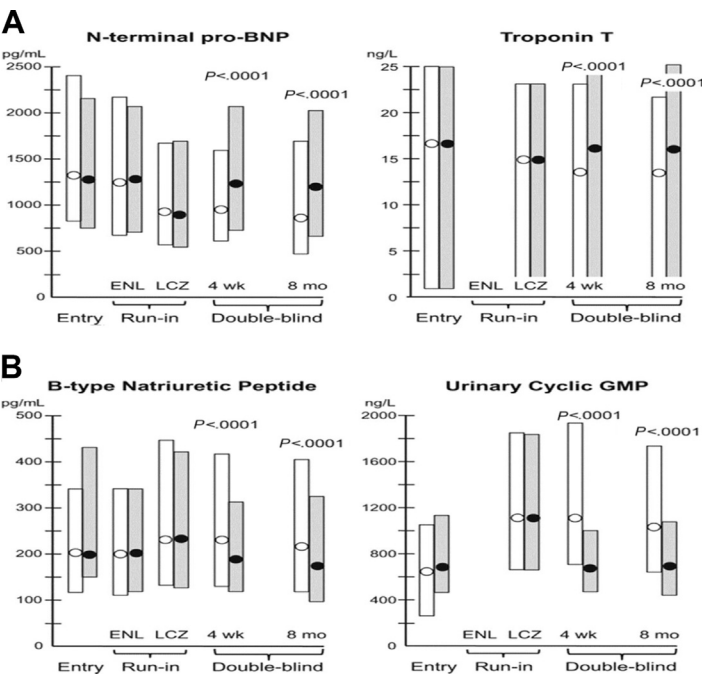 A
N-terminal pro-BNP
pg/mL
2500
2000
1500
1000
500
0
P<.0001
P<.0001
ENL LCZ 4 wk 8 mo
Entry Run-in Double-blind
Troponin T
ng/L
25
20
15
10
5
0
P<.0001
P<.0001
ENL LCZ 4 wk 8 mo
Entry Run-in Double-blind
B
B-type Natriuretic Peptide
pg/mL
500
400
300
200
100
0
P<.0001
P<.0001
ENL LCZ 4 wk 8 mo
Entry Run-in Double-blind
Urinary Cyclic GMP
ng/L
2000
1600
1200
800
400
0
P<.0001
P<.0001
ENL LCZ 4 wk 8 mo
Entry Run-in Double-blind